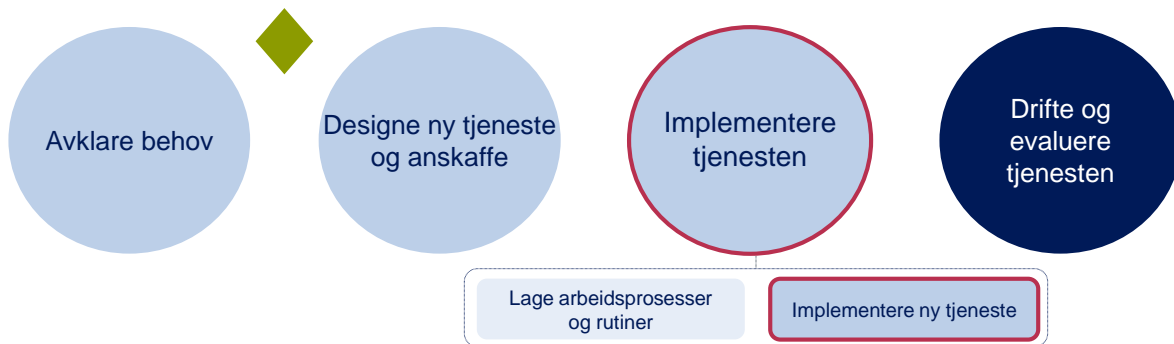 Avklare behov
Designe ny tjeneste
og anskaffe
Implementere
tjenesten
Drifte og
evaluere
tjenesten
Lage arbeidsprosesser
og rutiner
Implementere ny tjeneste